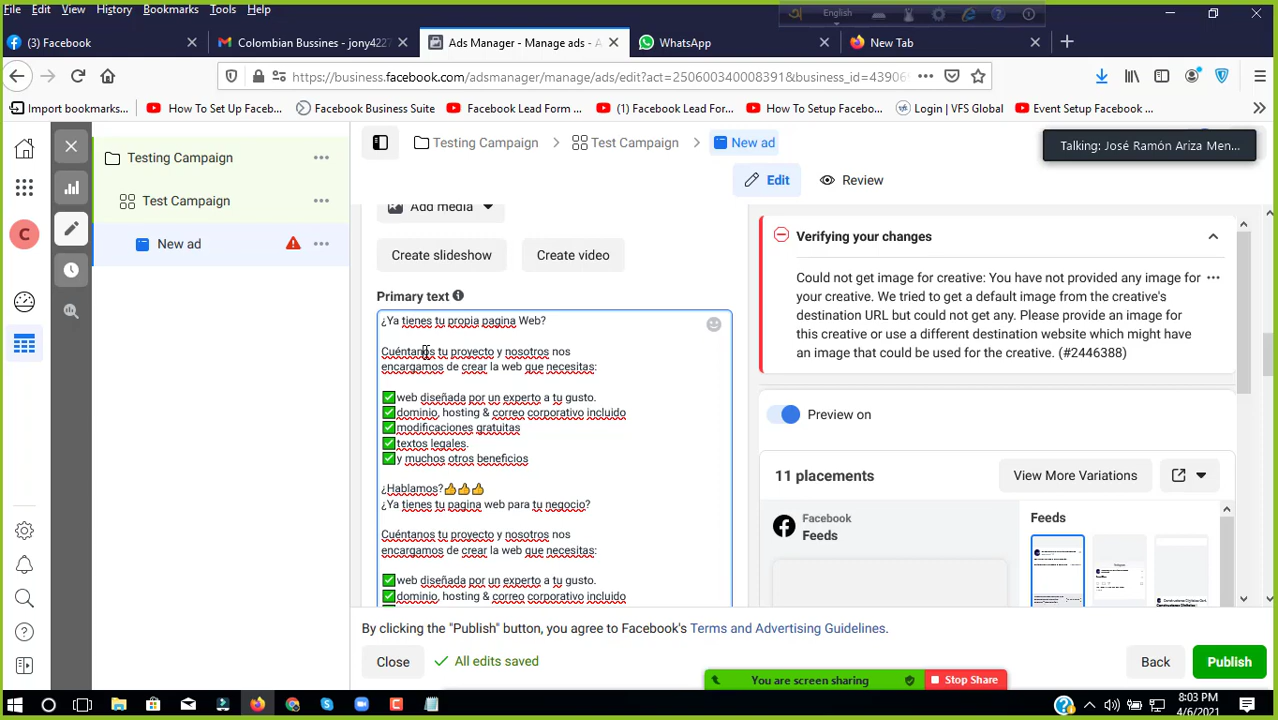 File Edit View History Bookmarks Tools Help
English
(3) Facebook
Colombian Bussines - jony422
Ads Manager - Manage ads - A
WhatsApp
New Tab
https://business.facebook.com/adsmanager/manage/ads/edit?act=250600340008391&business_id=43906
Import bookmarks...
How To Set Up Faceb...
Facebook Business Suite
Facebook Lead Form ...
(1) Facebook Lead For...
How To Setup Facebo...
Login | VFS Global
Event Setup Facebook ...
Testing Campaign
Test Campaign
New ad
C
Testing Campaign
Test Campaign
New ad
Talking: José Ramón Ariza Men...
Edit
Review
Add media
Create slideshow
Create video
Primary text
¿Ya tienes tu propia pagina Web?
Cuéntanos tu proyecto y nosotros nos
encargamos de crear la web que necesitas:
✅web diseñada por un experto a tu gusto.
✅dominio, hosting & correo corporativo incluido
✅modificaciones gratuitas
✅textos legales.
✅y muchos otros beneficios
¿Hablamos?👍👍👍
¿Ya tienes tu pagina web para tu negocio?
Cuéntanos tu proyecto y nosotros nos
encargamos de crear la web que necesitas:
✅web diseñada por un experto a tu gusto.
✅dominio, hosting & correo corporativo incluido
Verifying your changes
Could not get image for creative: You have not provided any image for
your creative. We tried to get a default image from the creative's
destination URL but could not get any. Please provide an image for
this creative or use a different destination website which might have
an image that could be used for the creative. (#2446388)
Preview on
11 placements
View More Variations
Facebook
Feeds
Feeds
By clicking the "Publish" button, you agree to Facebook's Terms and Advertising Guidelines.
Close
All edits saved
Back
Publish
You are screen sharing
Stop Share
8:03 PM
4/6/2021